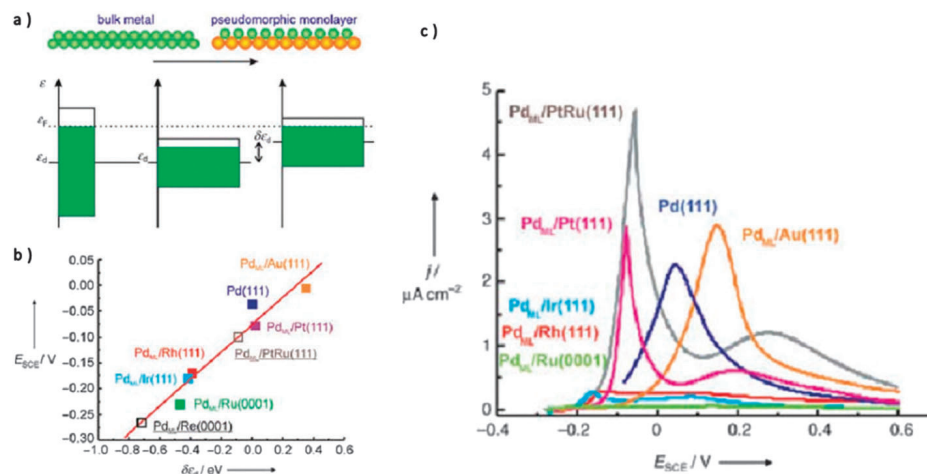 a )
bulk metal
pseudomorphic monolayer
ε
ε_F
ε_d
ε_d
δε_d
b )
0.00
-0.05
-0.10
-0.15
-0.20
-0.25
-0.30
E_SCE / V
Pd_ML/Au(111)
Pd(111)
Pd_ML/Pt(111)
Pd_ML/PtRu(111)
Pd_ML/Rh(111)
Pd_ML/Ir(111)
Pd_ML/Ru(0001)
Pd_ML/Re(0001)
-1.0 -0.8 -0.6 -0.4 -0.2 0.0 0.2 0.4 0.6
δε_d / eV
c )
5
4
3
2
1
0
j /
μA cm⁻²
Pd_ML/PtRu(111)
Pd(111)
Pd_ML/Pt(111)
Pd_ML/Au(111)
Pd_ML/Ir(111)
Pd_ML/Rh(111)
Pd_ML/Ru(0001)
-0.4 -0.2 0 0.2 0.4 0.6
E_SCE / V